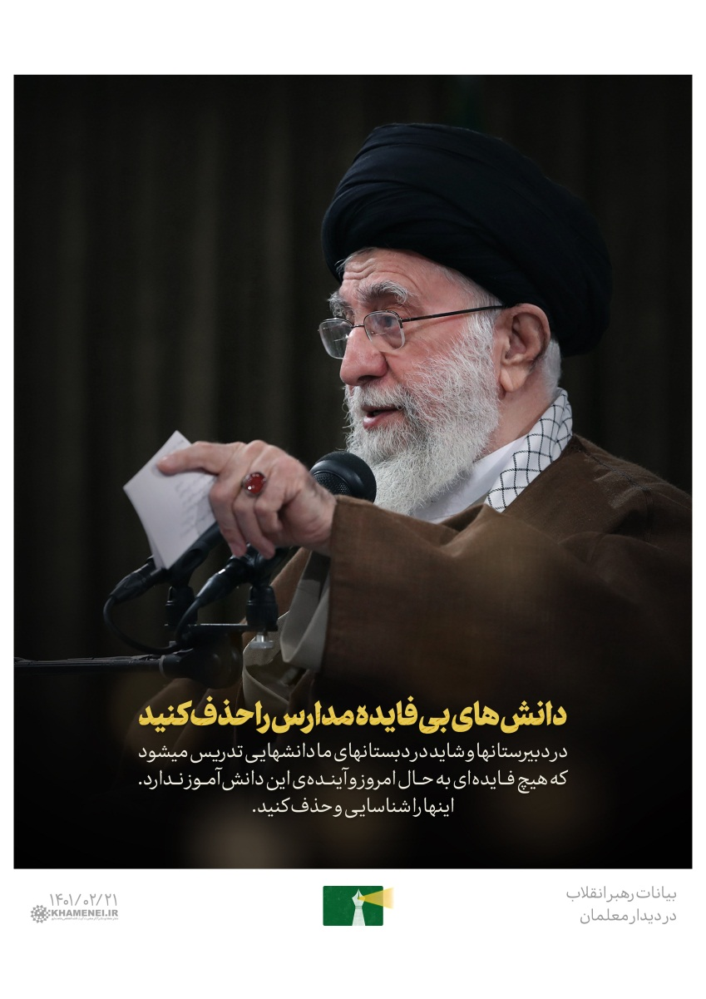 دانش‌های بی‌فایده مدارس را حذف کنید
در دبیرستانها و شاید در دبستانهای ما دانشهایی تدریس میشود
که هیچ فایده‌ای به حال امروز و آینده‌ی این دانش‌آموز ندارد.
اینها را شناسایی و حذف کنید.
بیانات رهبر انقلاب
در دیدار معلمان
۱۴۰۱/۰۲/۲۱
KHAMENEI.IR